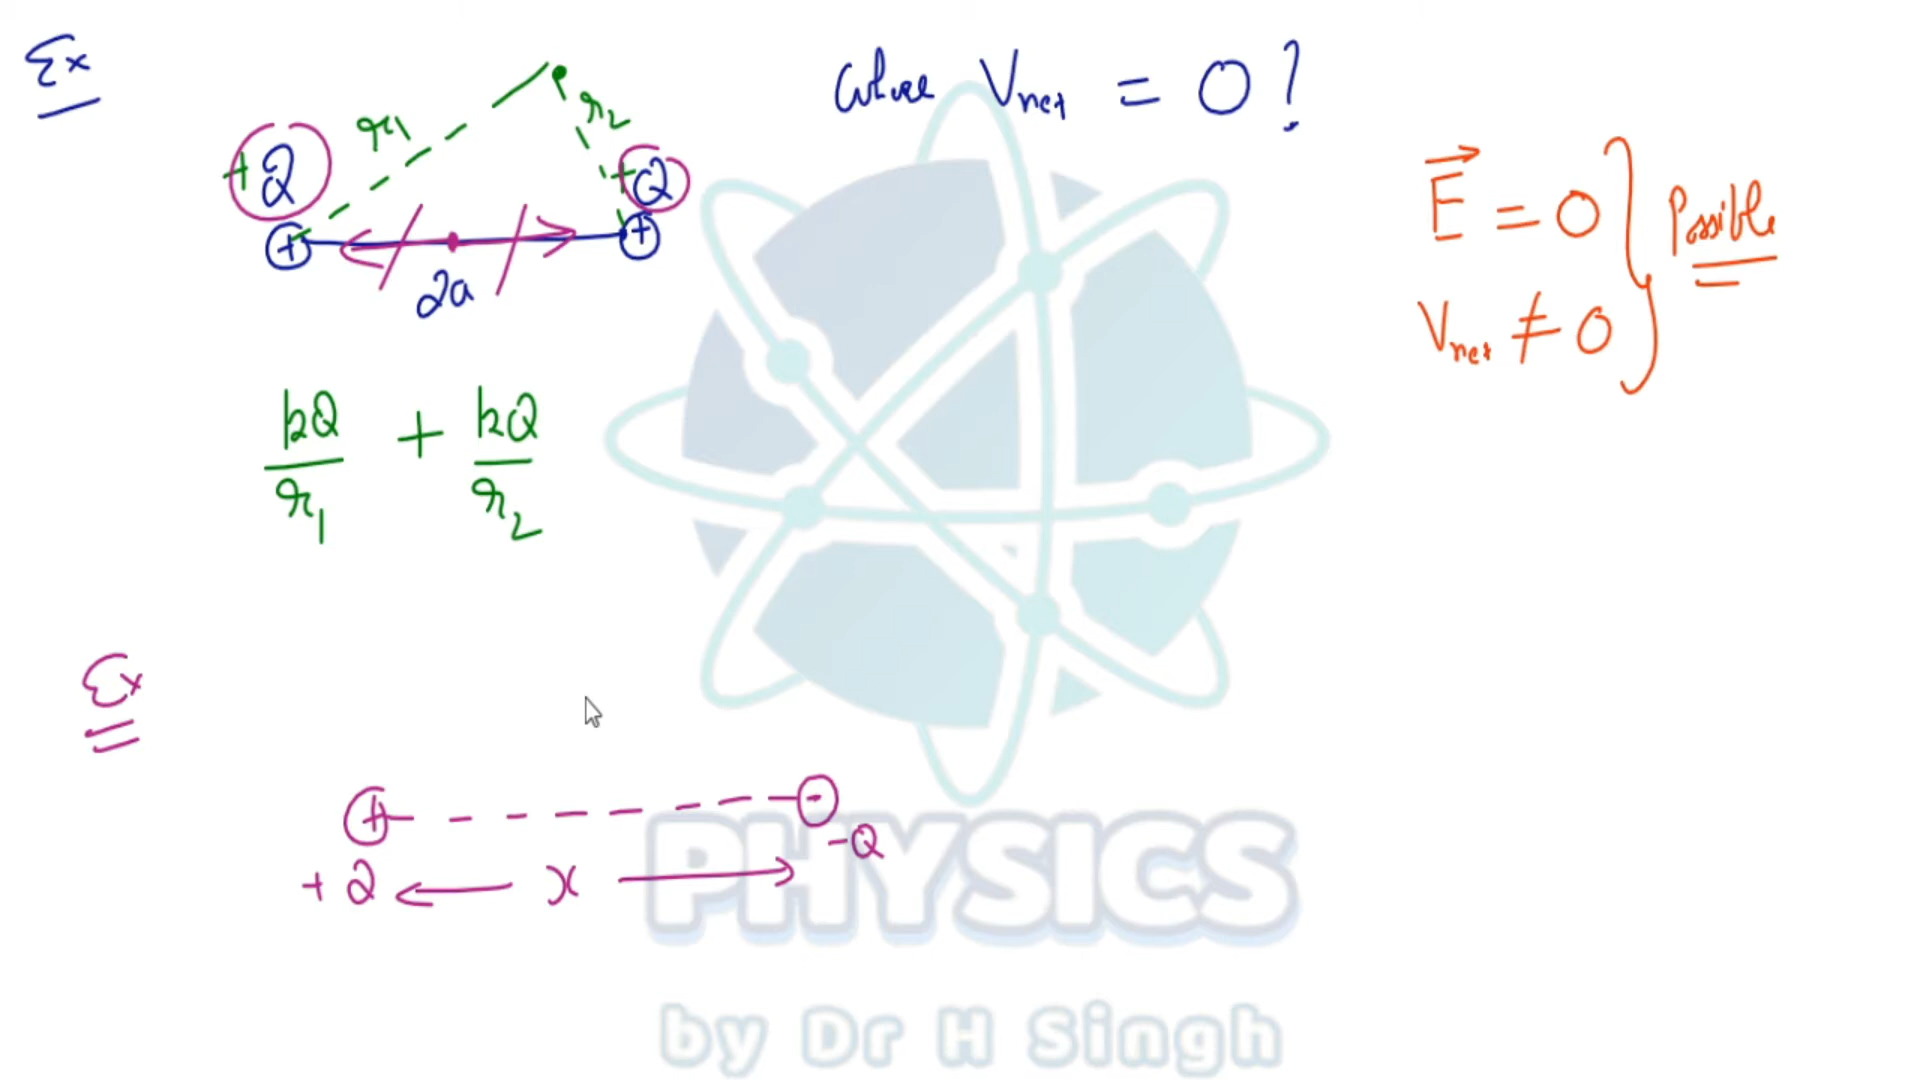 Ex
Where Vnet = 0 ?
r1
r2
+Q
+Q
+
+
2a
E = 0
Vnet ≠ 0
Possible
kQ/r1 + kQ/r2
Ex
+
-
-Q
+Q
x
PHYSICS
by Dr H Singh